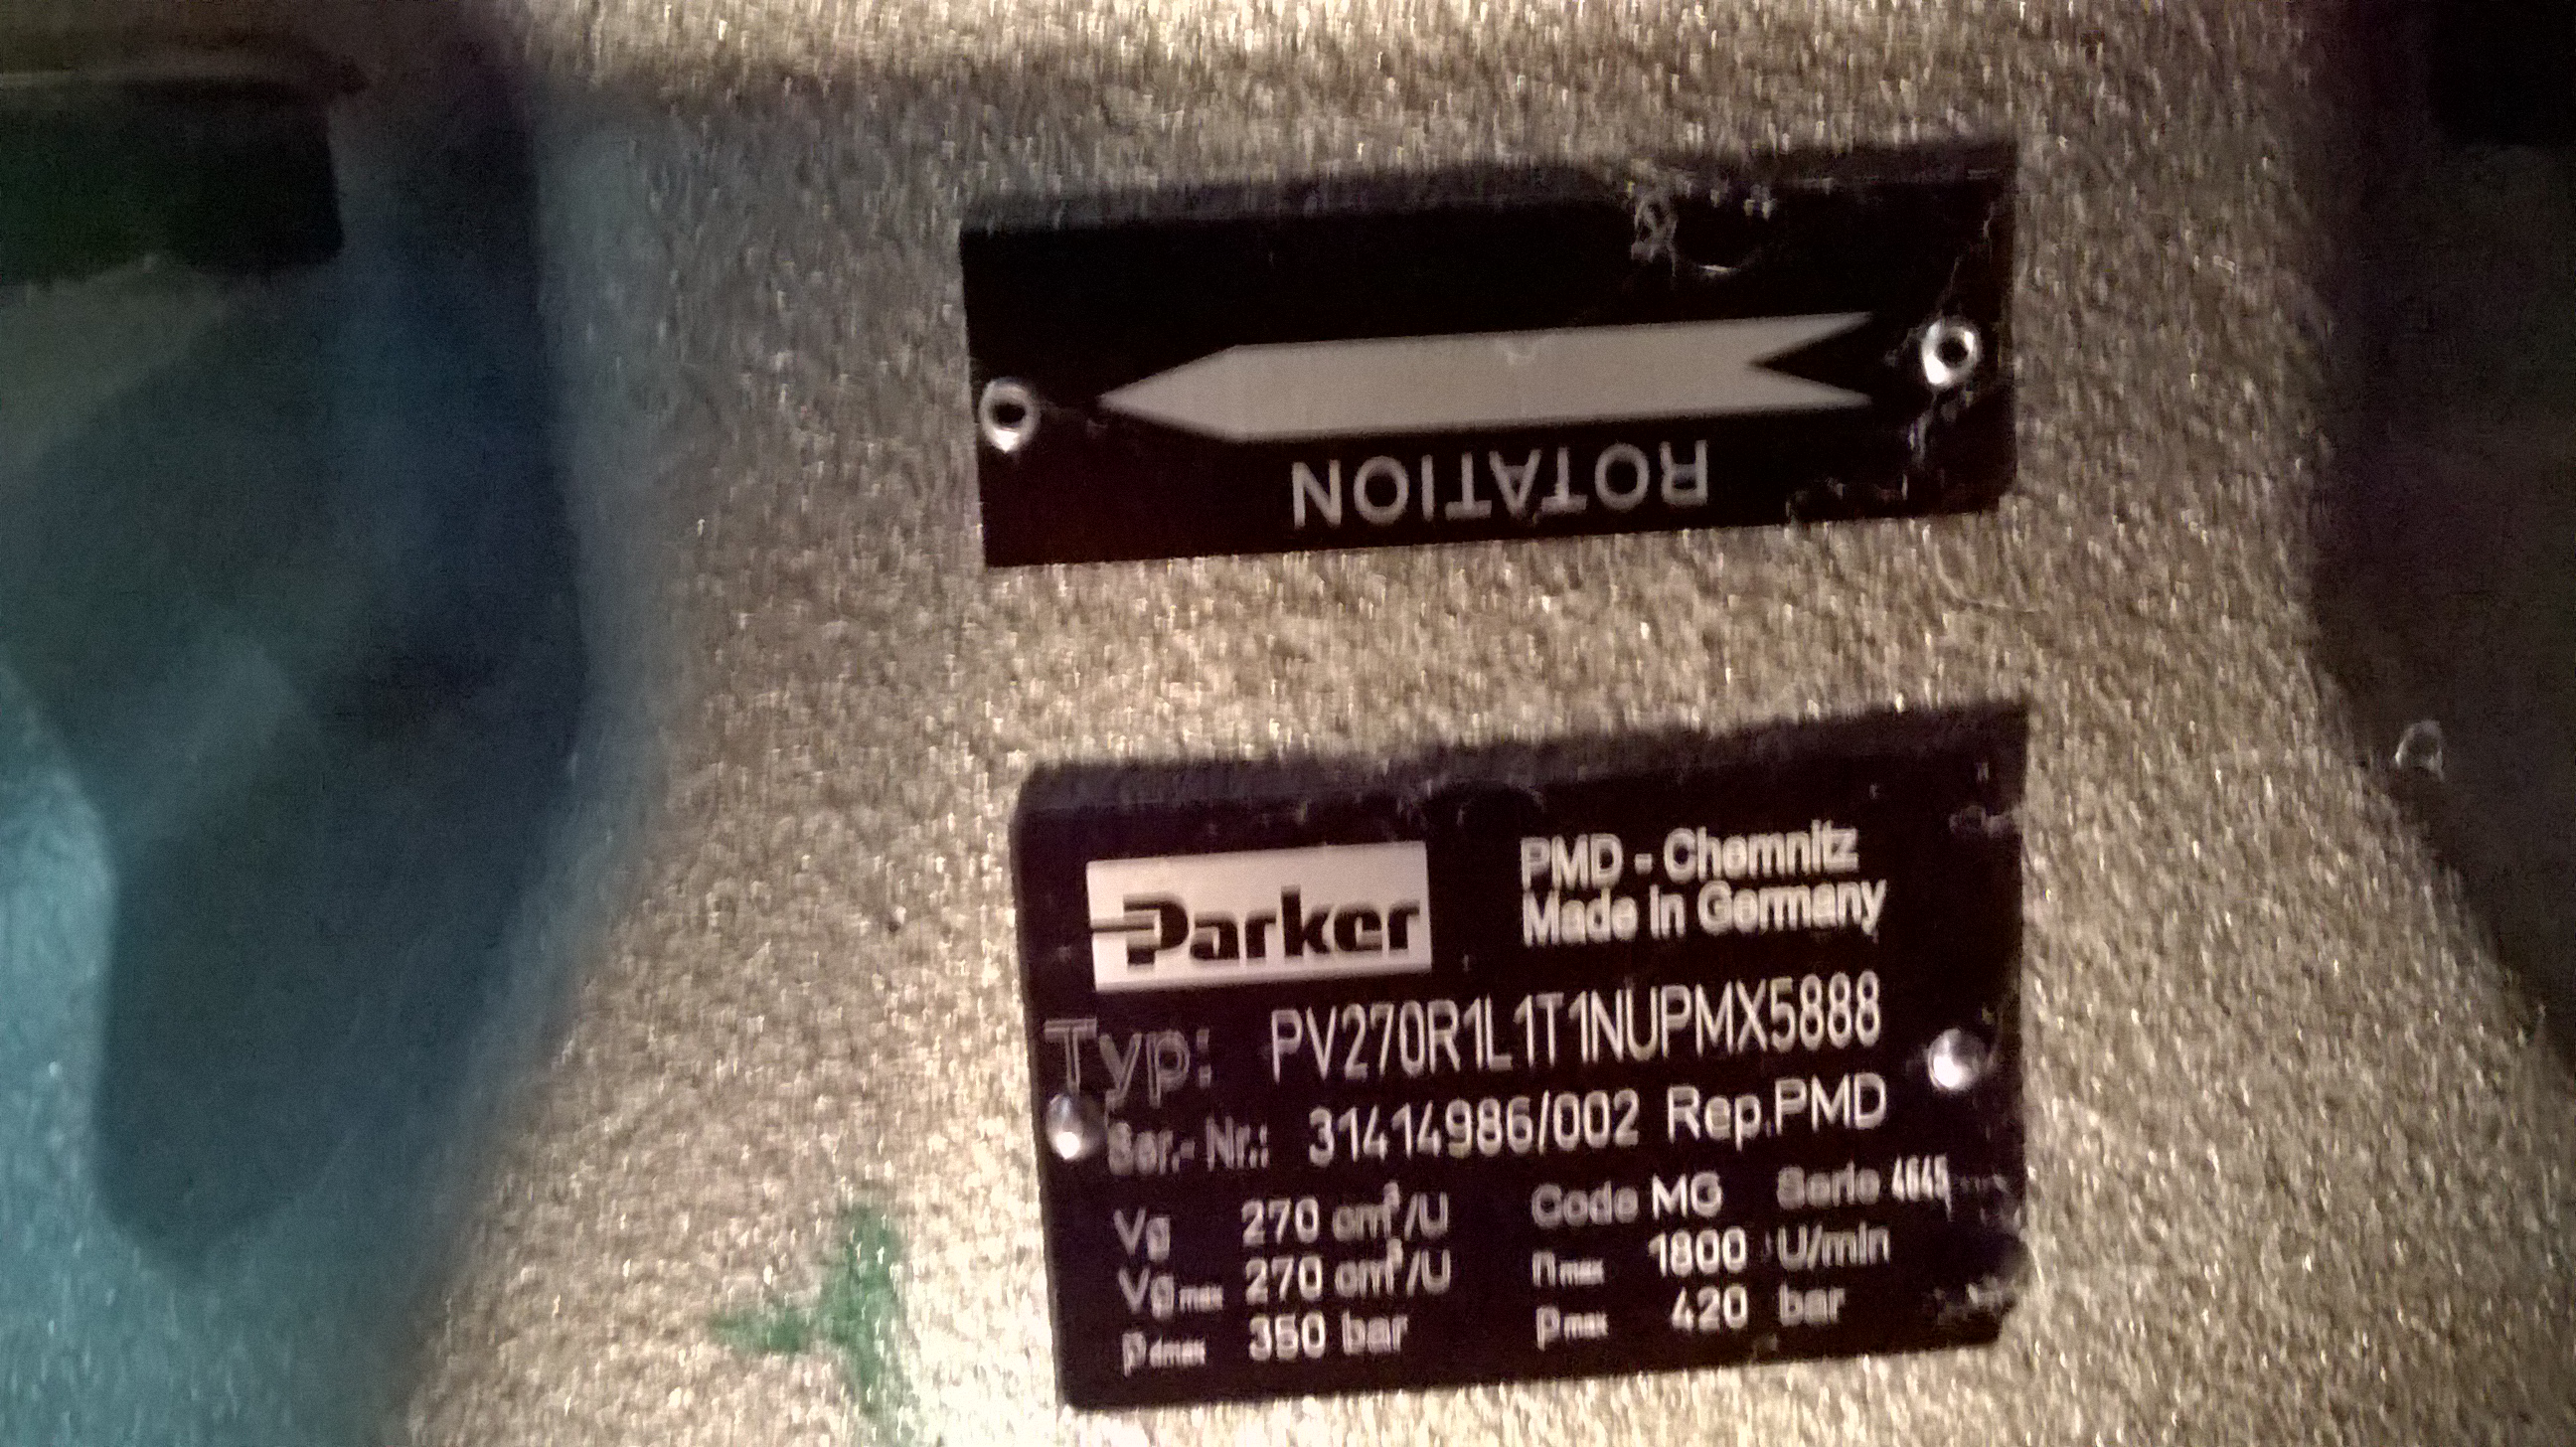 ROTATION
Parker
PMD - Chemnitz
Made in Germany
Typ: PV270R1L1T1NUPMX5888
Ser.- Nr.: 31414986/002 Rep.PMD
Vg 270 cm³/U Code MG Serie 4645
Vg max 270 cm³/U n max 1800 U/min
p dmax 350 bar p max 420 bar